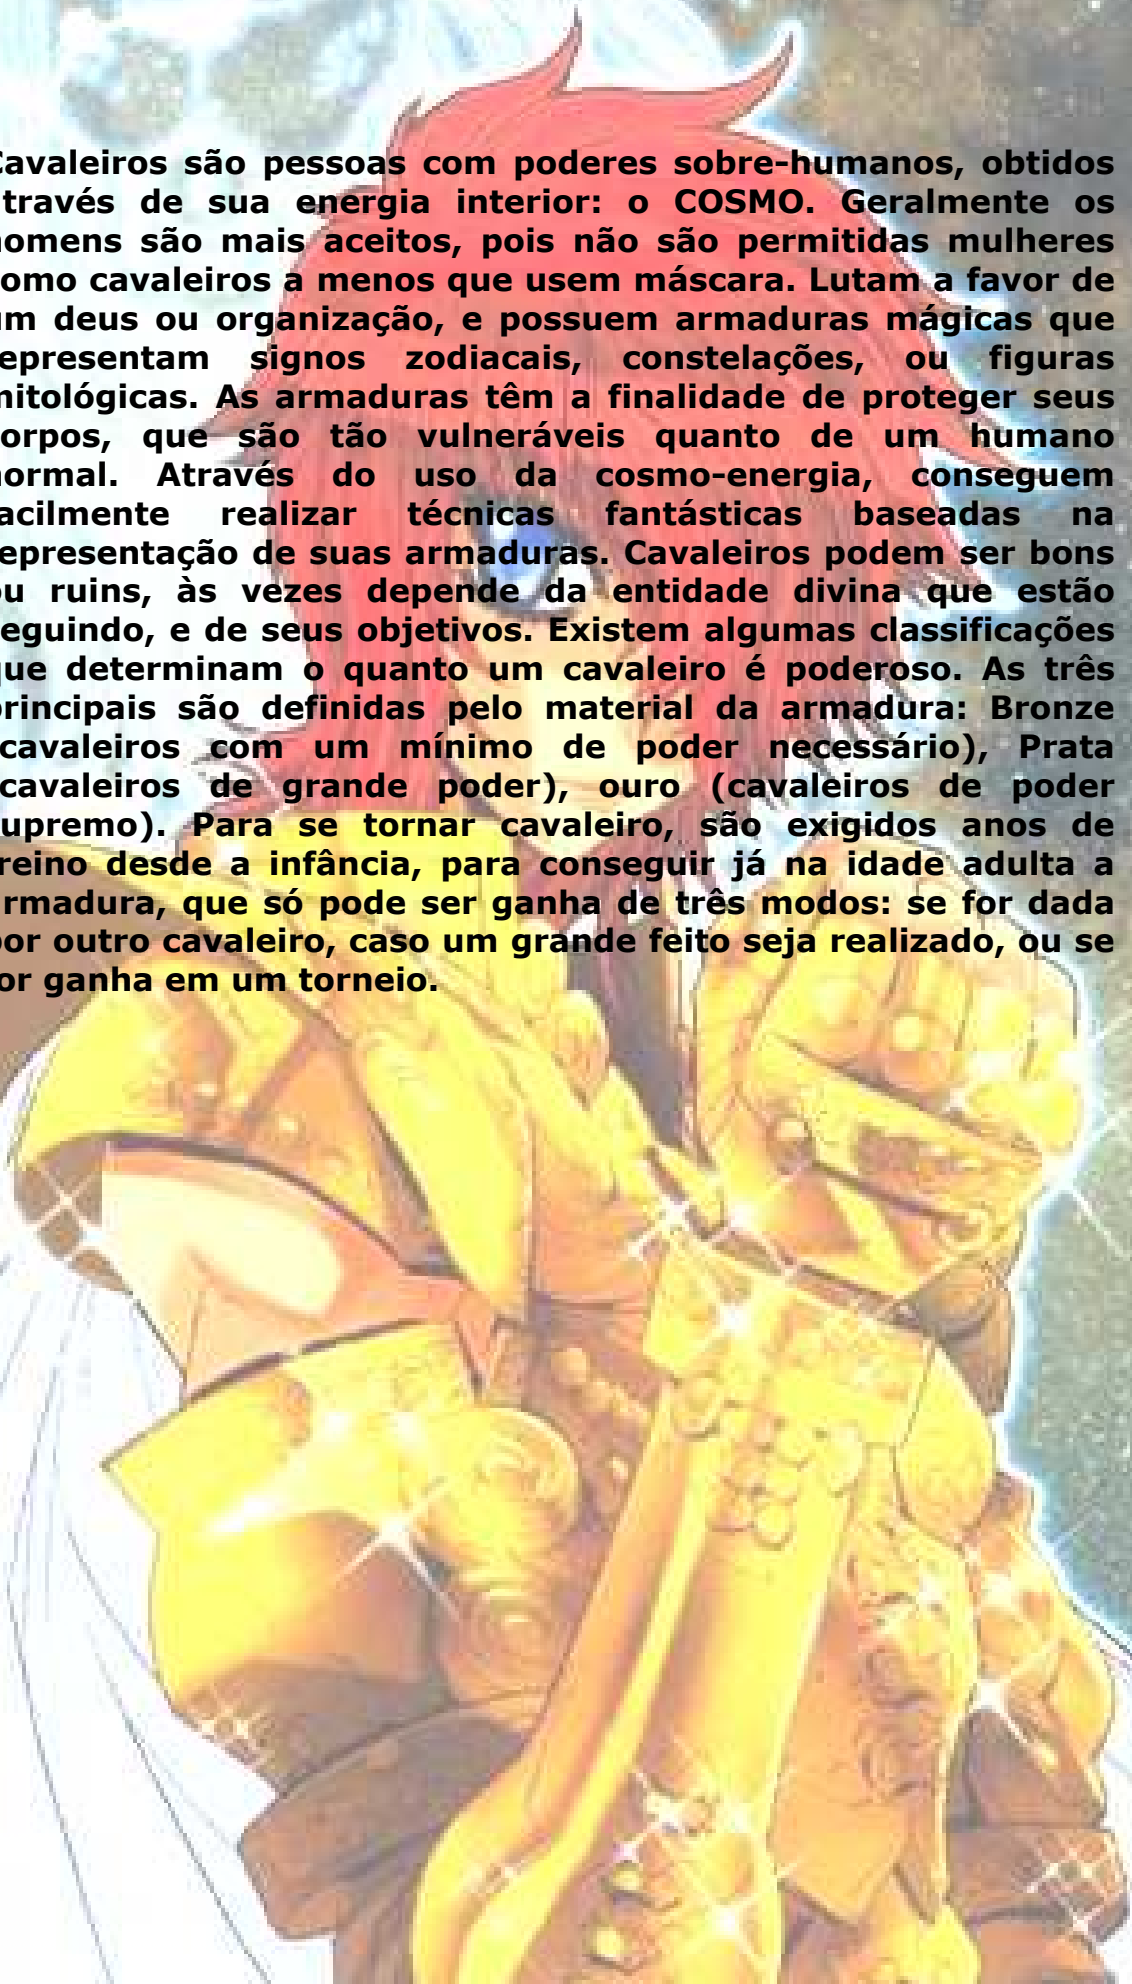 Cavaleiros são pessoas com poderes sobre-humanos, obtidos
através de sua energia interior: o COSMO. Geralmente os
homens são mais aceitos, pois não são permitidas mulheres
como cavaleiros a menos que usem máscara. Lutam a favor de
um deus ou organização, e possuem armaduras mágicas que
representam signos zodiacais, constelações, ou figuras
mitológicas. As armaduras têm a finalidade de proteger seus
corpos, que são tão vulneráveis quanto de um humano
normal. Através do uso da cosmo-energia, conseguem
facilmente realizar técnicas fantásticas baseadas na
representação de suas armaduras. Cavaleiros podem ser bons
ou ruins, às vezes depende da entidade divina que estão
seguindo, e de seus objetivos. Existem algumas classificações
que determinam o quanto um cavaleiro é poderoso. As três
principais são definidas pelo material da armadura: Bronze
(cavaleiros com um mínimo de poder necessário), Prata
(cavaleiros de grande poder), ouro (cavaleiros de poder
supremo). Para se tornar cavaleiro, são exigidos anos de
treino desde a infância, para conseguir já na idade adulta a
armadura, que só pode ser ganha de três modos: se for dada
por outro cavaleiro, caso um grande feito seja realizado, ou se
for ganha em um torneio.